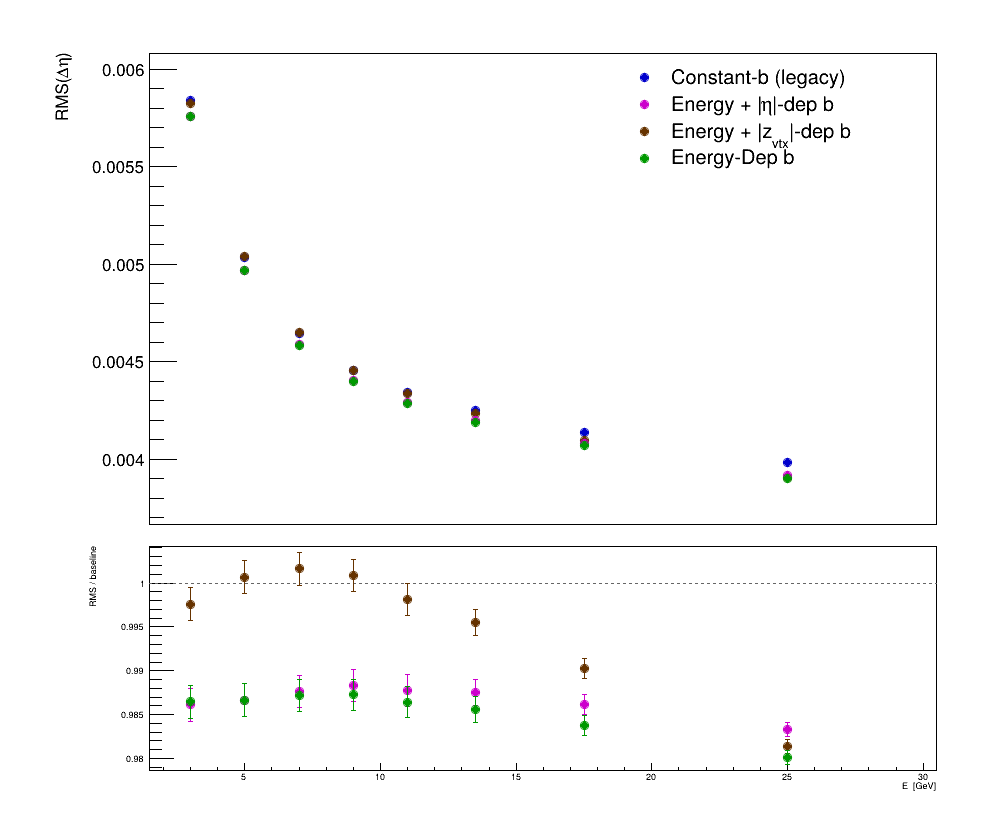 RMS(Δη)
0.006
0.0055
0.005
0.0045
0.004
Constant-b (legacy)
Energy + |η|-dep b
Energy + |z_vtx|-dep b
Energy-Dep b
RMS / baseline
1
0.995
0.99
0.985
0.98
5 10 15 20 25 30
E [GeV]